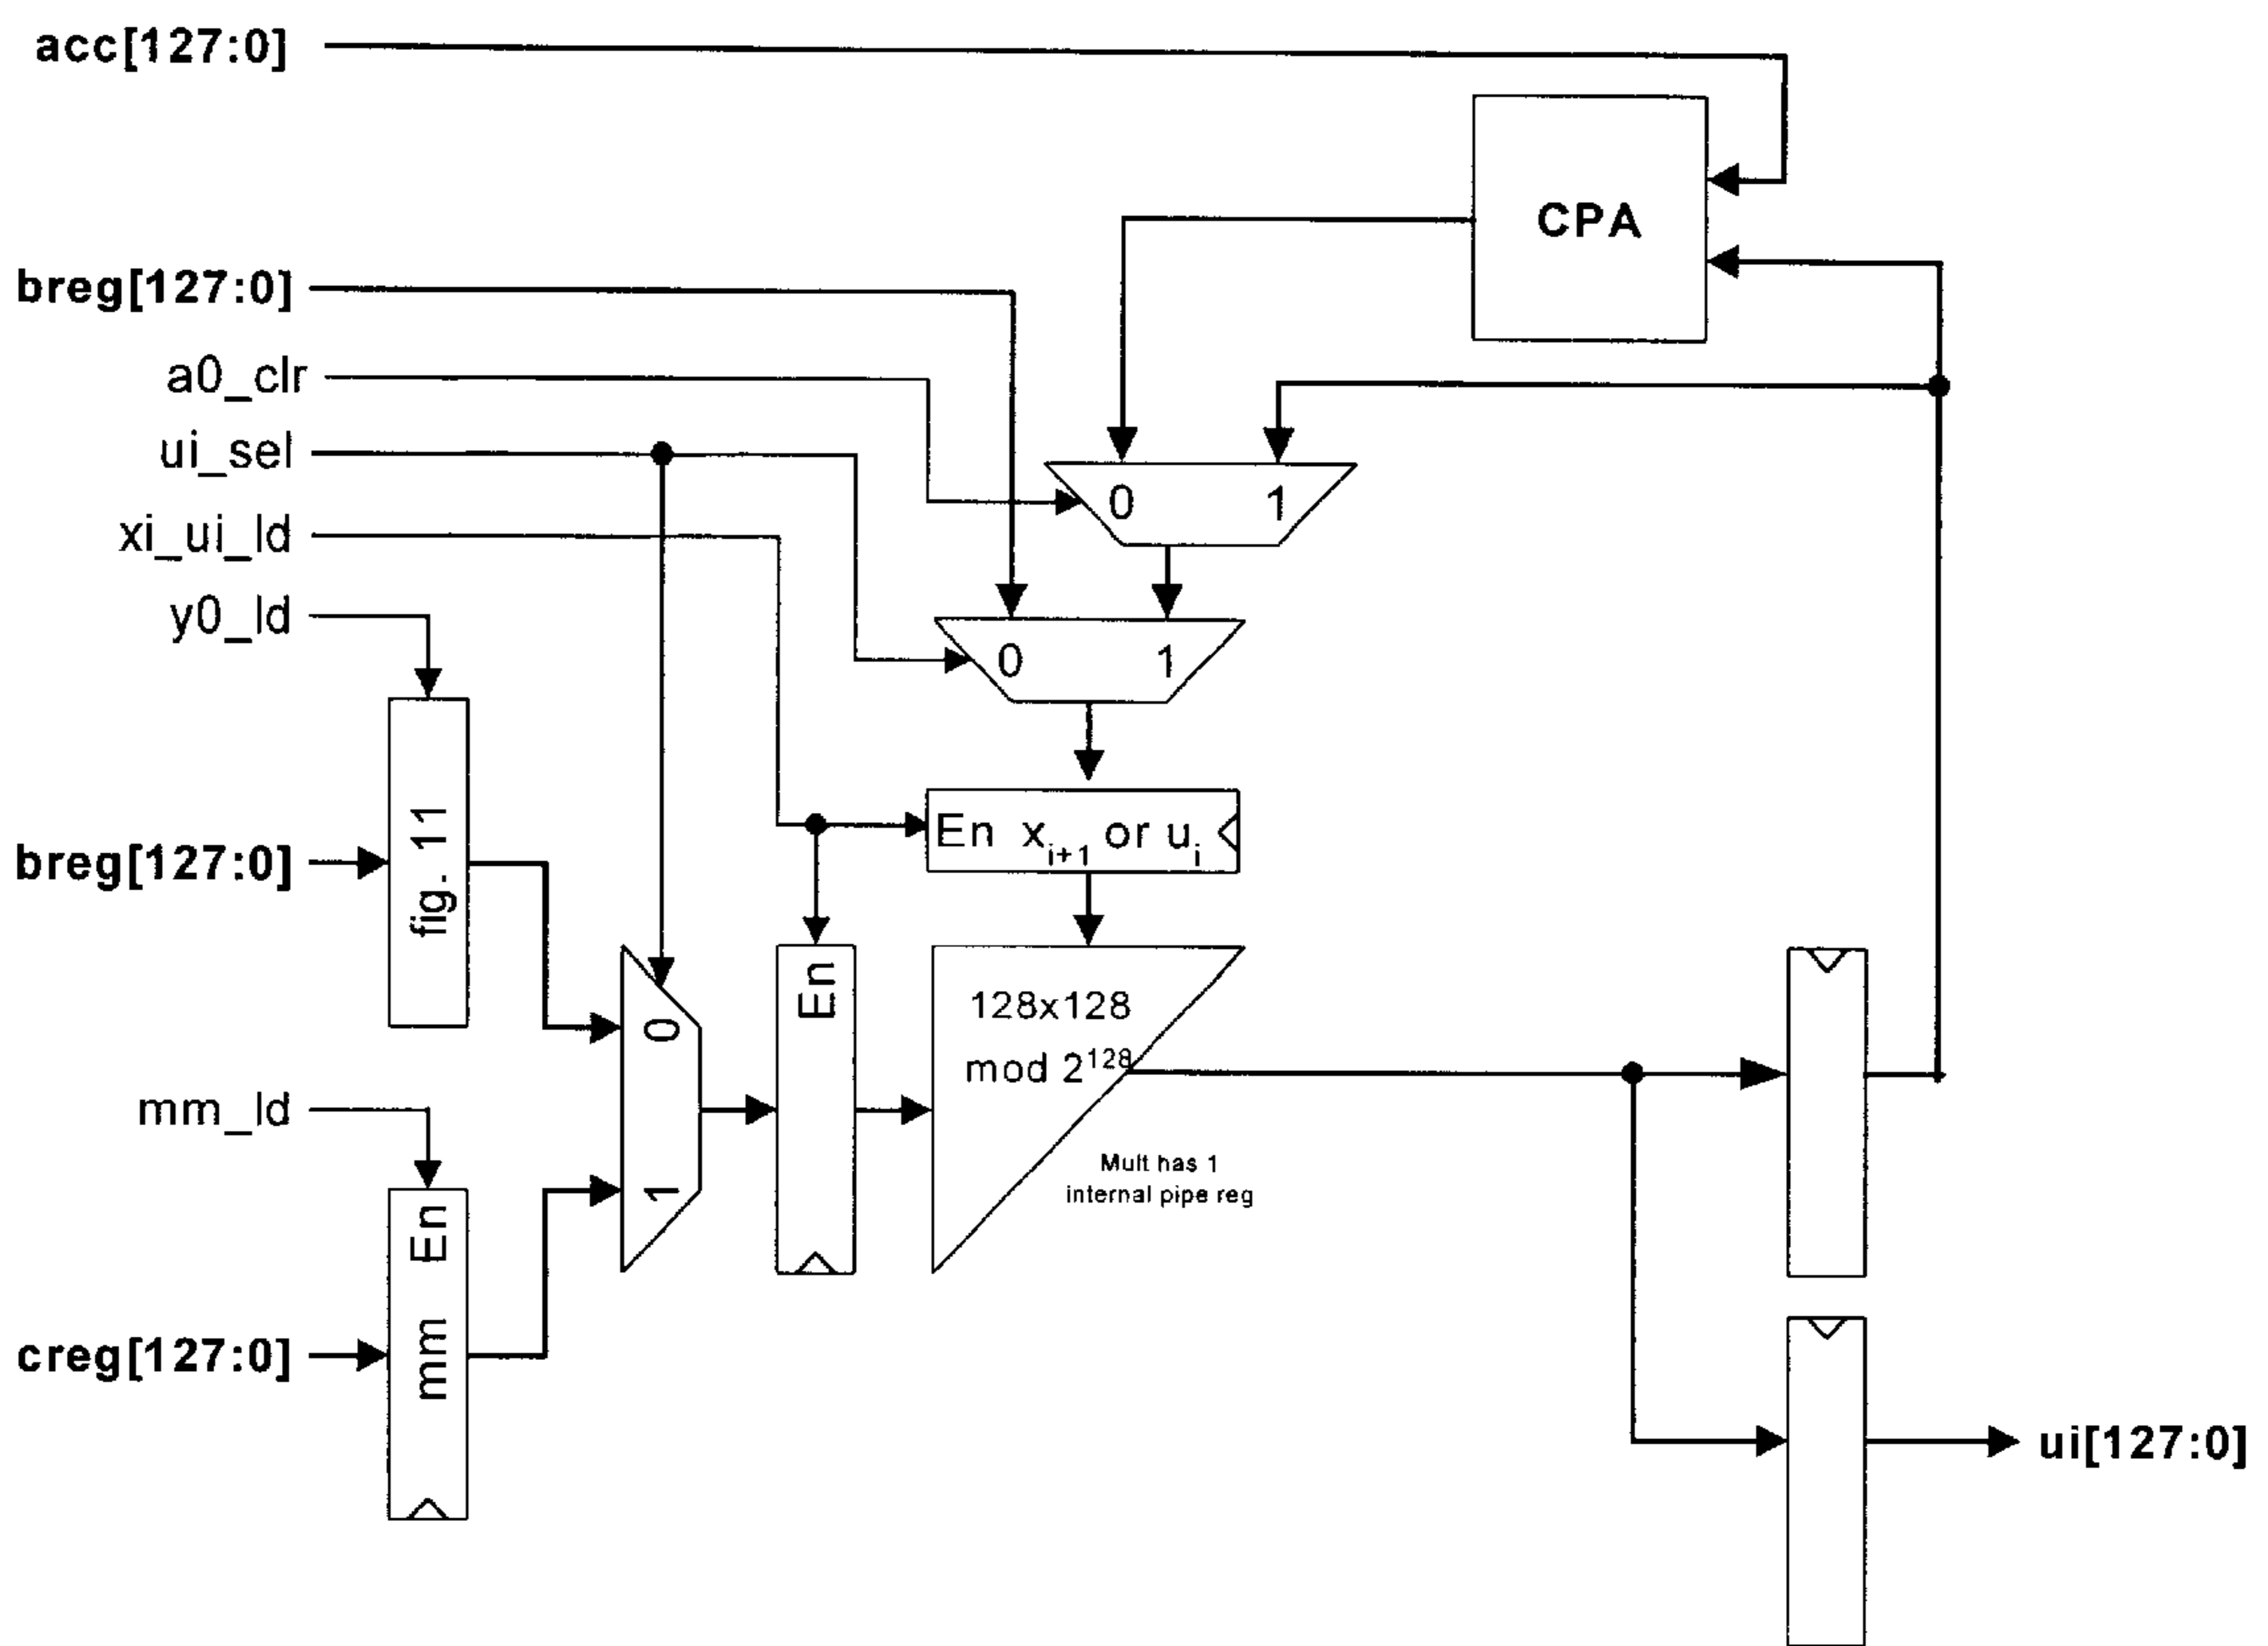 acc[127:0]
CPA
breg[127:0]
a0_clr
ui_sel
0 1
xi_ui_ld
y0_ld
0 1
fig. 11
En x_{i+1} or u_i
breg[127:0]
En
0
128x128
mod 2^{128}
mm_ld
1
Mult has 1
internal pipe reg
mm En
creg[127:0]
ui[127:0]